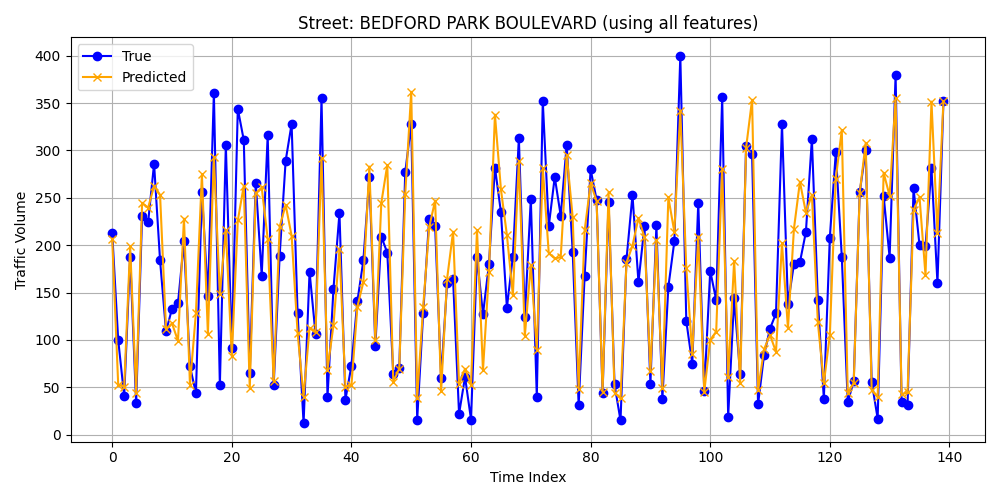 Street: BEDFORD PARK BOULEVARD (using all features)
True
Predicted
Traffic Volume
400
350
300
250
200
150
100
50
0
0 20 40 60 80 100 120 140
Time Index